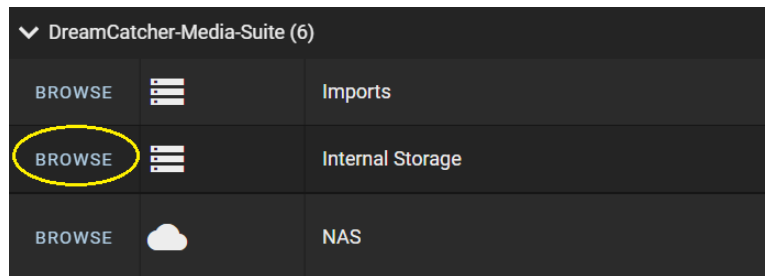 DreamCatcher-Media-Suite (6)
BROWSE Imports
BROWSE Internal Storage
BROWSE NAS